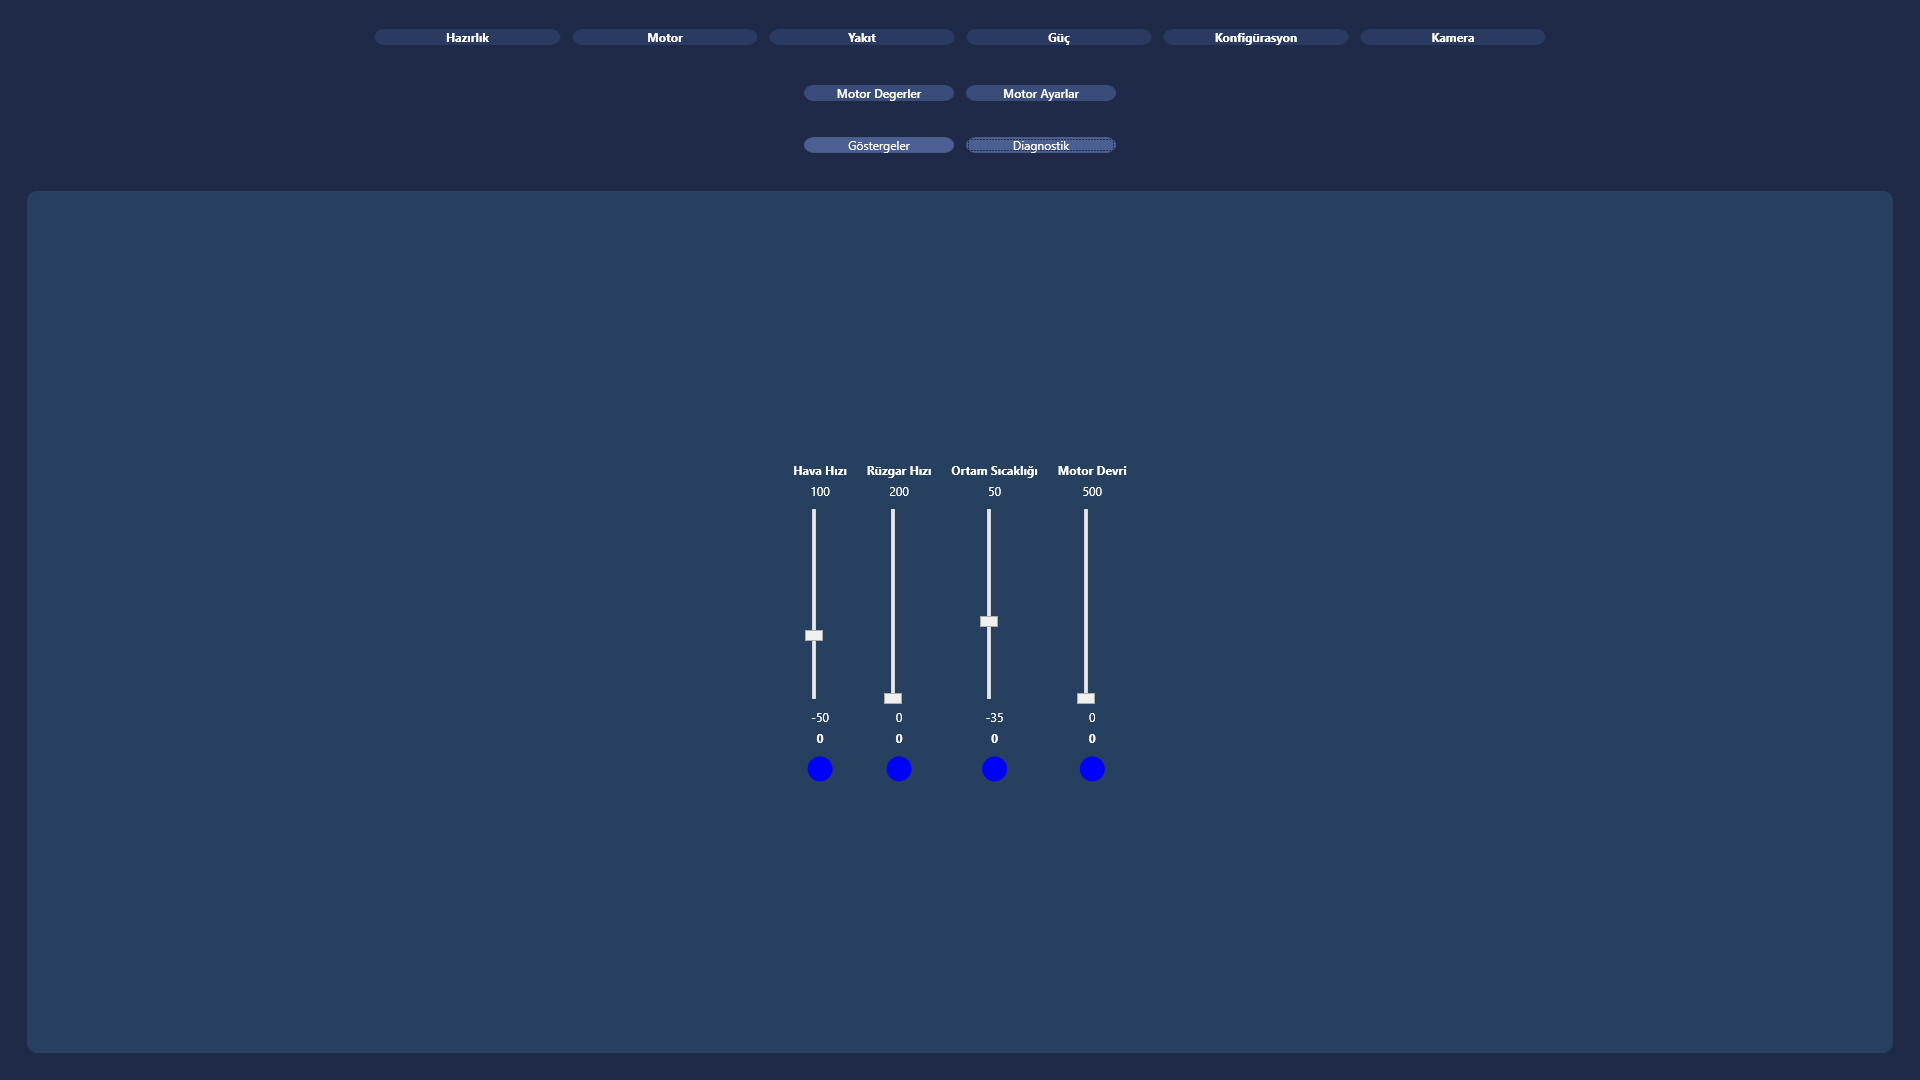 Hazırlık Motor Yakıt Güç Konfigürasyon Kamera
Motor Degerler Motor Ayarlar
Göstergeler Diagnostik
Hava Hızı Rüzgar Hızı Ortam Sıcaklığı Motor Devri
100 200 50 500
-50 0 -35 0
0 0 0 0